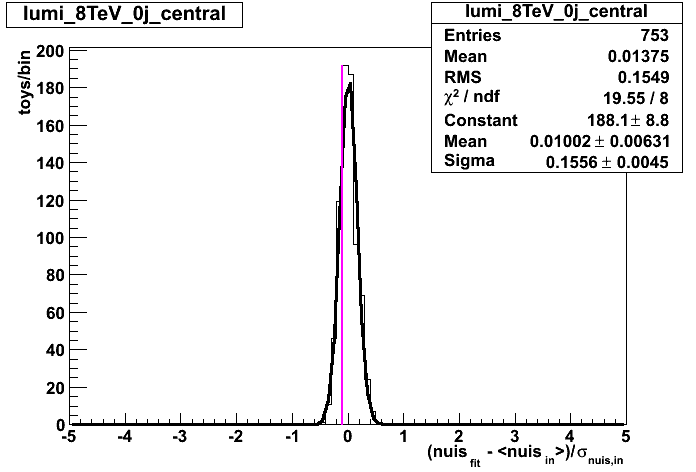 lumi_8TeV_0j_central
lumi_8TeV_0j_central
Entries 753
Mean 0.01375
RMS 0.1549
χ² / ndf 19.55 / 8
Constant 188.1 ± 8.8
Mean 0.01002 ± 0.00631
Sigma 0.1556 ± 0.0045
toys/bin
200
180
160
140
120
100
80
60
40
20
0
-5 -4 -3 -2 -1 0 1 2 3 4 5
(nuis_fit - <nuis_in>)/σ_nuis,in